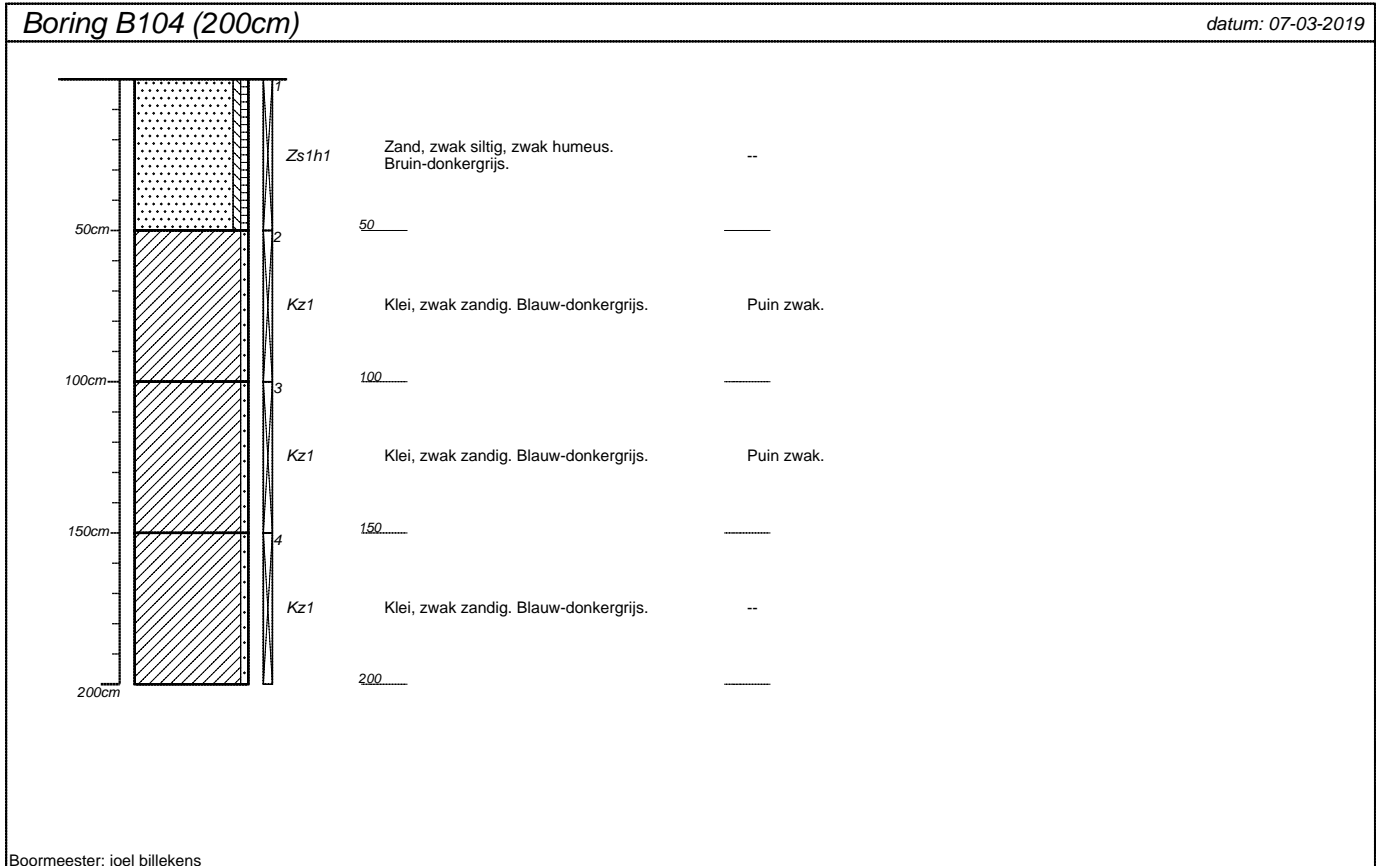 Boring B104 (200cm)
datum: 07-03-2019
1
Zs1h1
Zand, zwak siltig, zwak humeus.
Bruin-donkergrijs.
--
50cm
2
50
Kz1
Klei, zwak zandig. Blauw-donkergrijs.
Puin zwak.
100cm
3
100
Kz1
Klei, zwak zandig. Blauw-donkergrijs.
Puin zwak.
150cm
4
150
Kz1
Klei, zwak zandig. Blauw-donkergrijs.
--
200cm
200
Boormeester: joel billekens